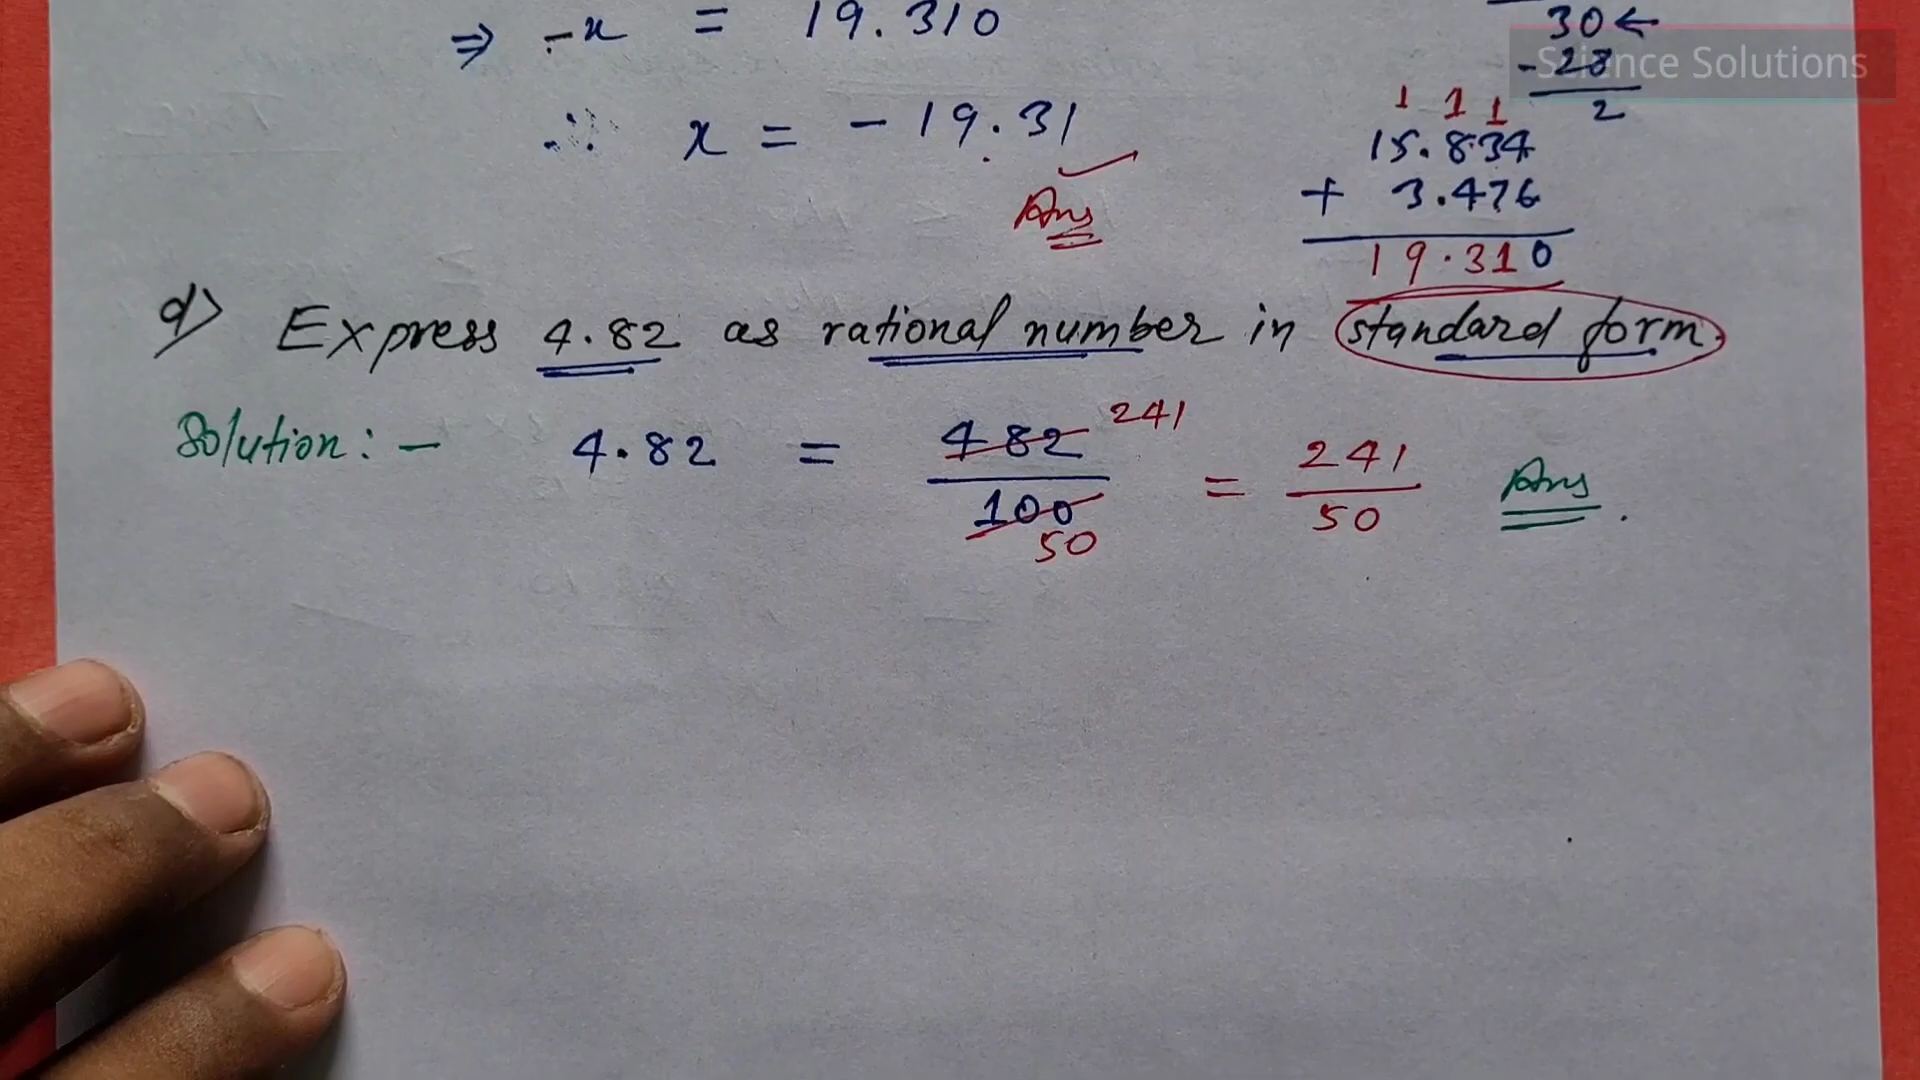 ⇒ -x = 19.310
∴ x = -19.31
Ans
30←
-28
2
Science Solutions
1 1 1
15.834
+ 3.476
19.310
d) Express 4.82 as rational number in standard form.
Solution:- 4.82 = 482/100 = 241/50 Ans.
241
50